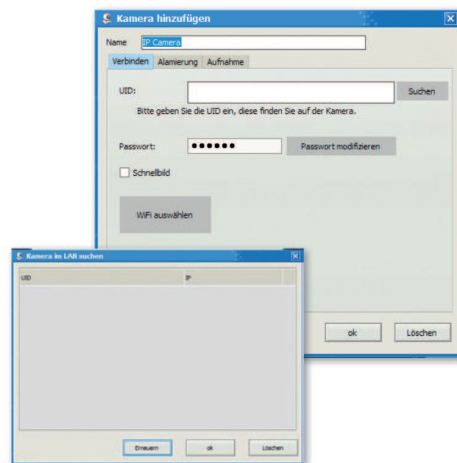 Kamera hinzufügen
Name IP Camera
Verbinden Alamierung Aufnahme
UID: Suchen
Bitte geben Sie die UID ein, diese finden Sie auf der Kamera.
Passwort: ●●●●●● Passwort modifizieren
Schnellbild
WiFi auswählen
ok Löschen
Kamera im LAN suchen
UID IP
Erneuern ok Löschen